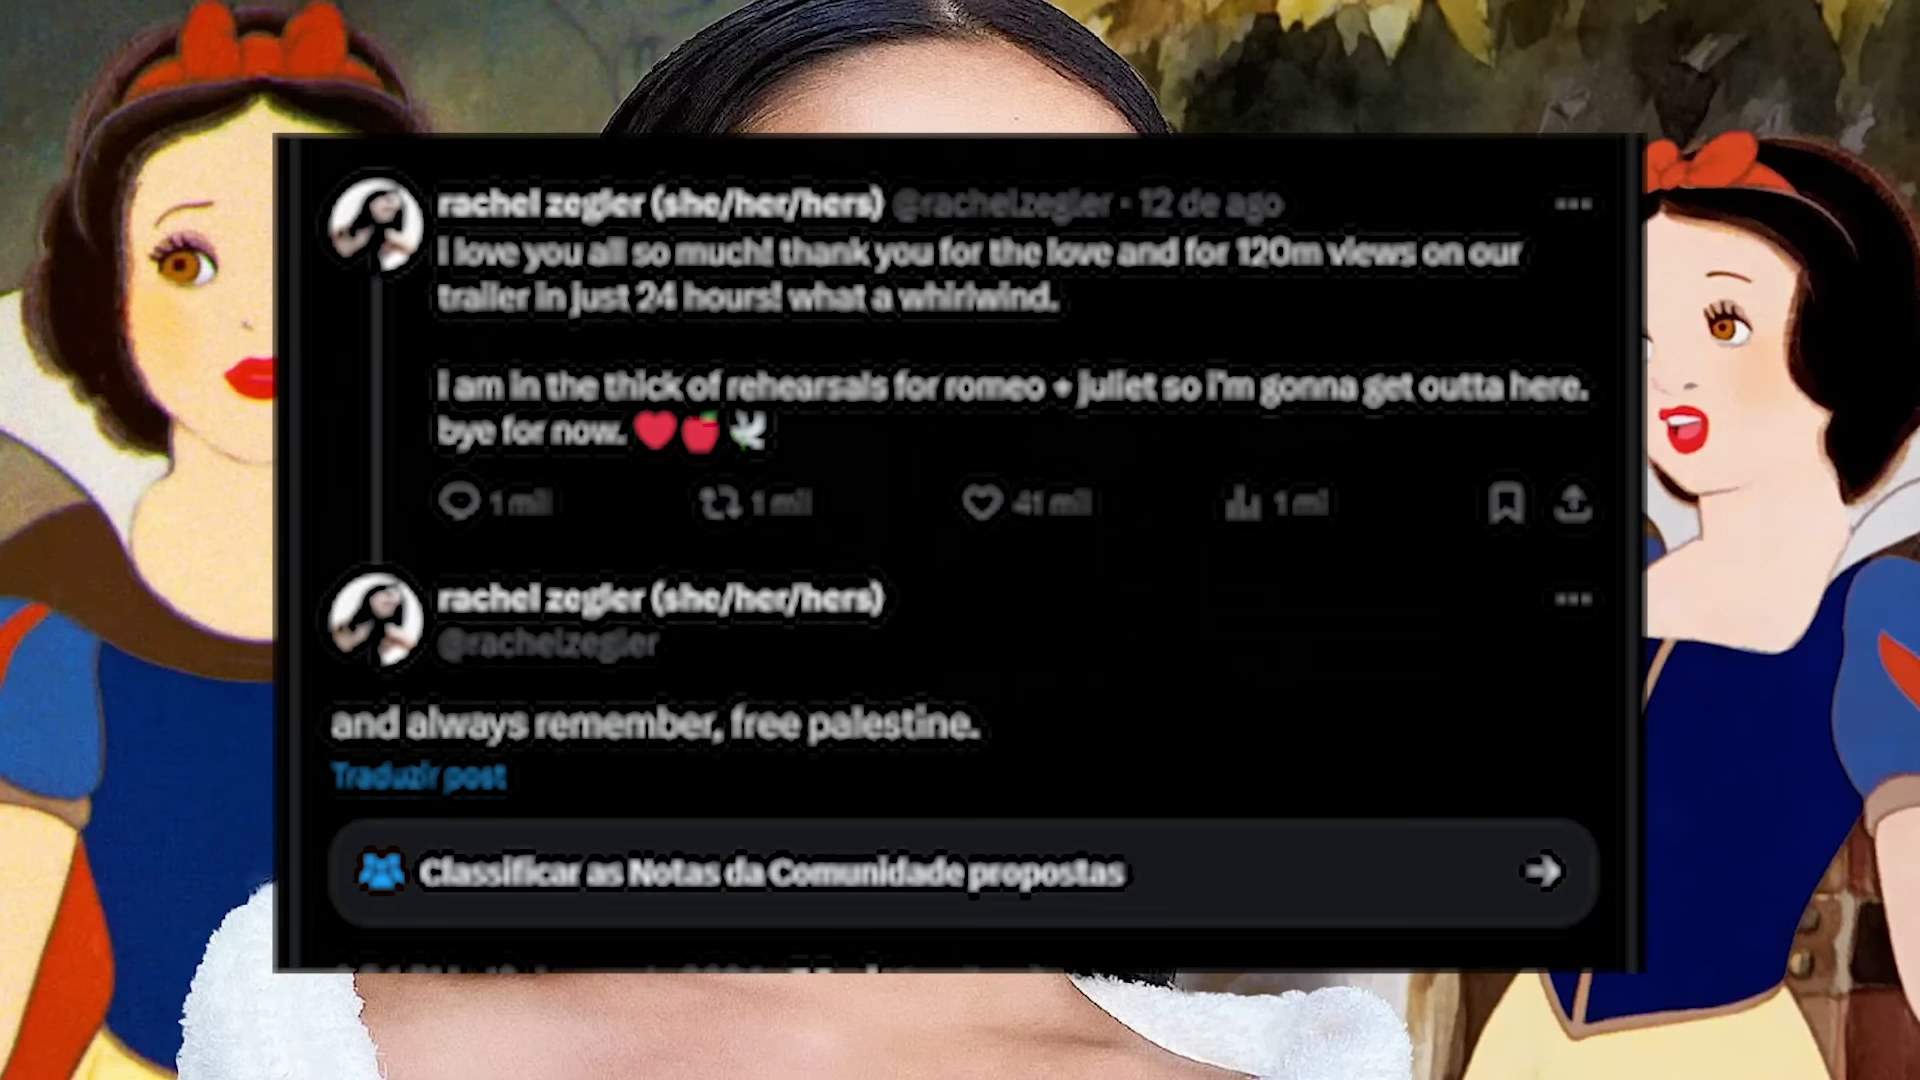 rachel zegler (she/her/hers) @rachelzegler · 12 de ago
I love you all so much! thank you for the love and for 120m views on our
trailer in just 24 hours! what a whirlwind.
i am in the thick of rehearsals for romeo + juliet so i'm gonna get outta here.
bye for now. ❤️🍎🕊️
1 mil 1 mil 41 mil 1 mi
rachel zegler (she/her/hers)
@rachelzegler
and always remember, free palestine.
Traduzir post
Classificar as Notas da Comunidade propostas